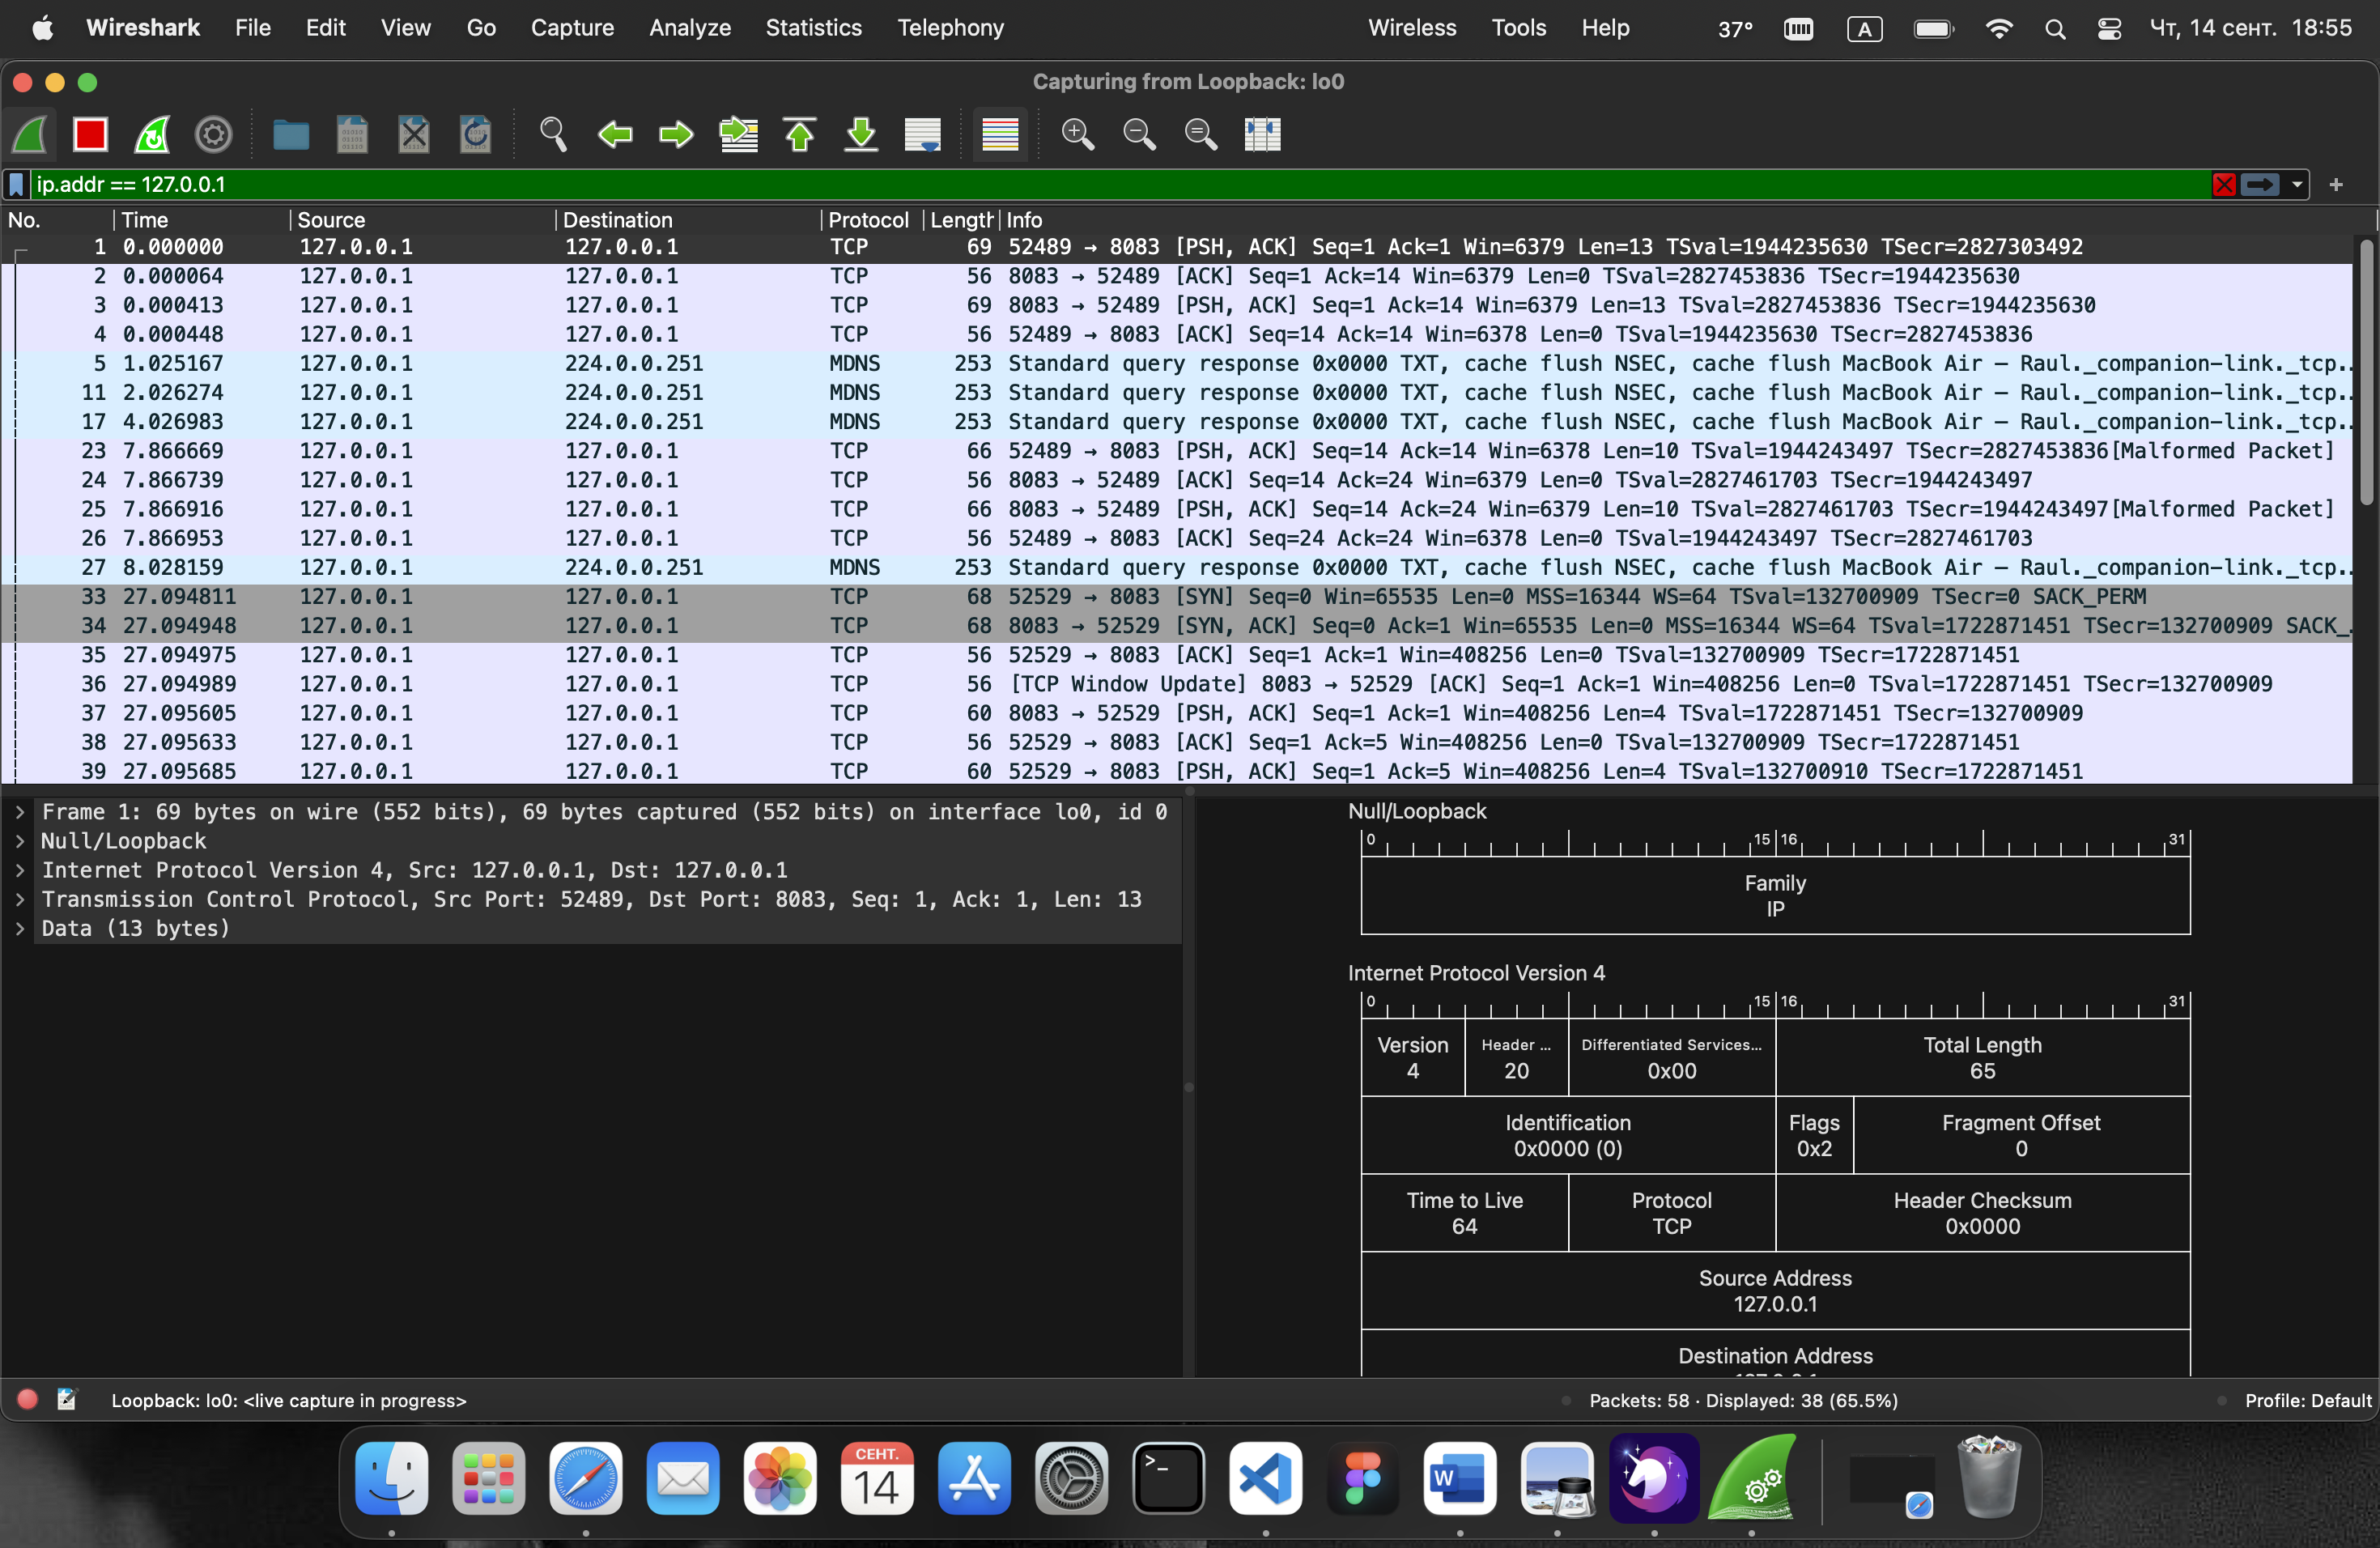 Wireshark File Edit View Go Capture Analyze Statistics Telephony Wireless Tools Help 37° A Чт, 14 сент. 18:55
Capturing from Loopback: lo0
ip.addr == 127.0.0.1
No. Time Source Destination Protocol Length Info
1 0.000000 127.0.0.1 127.0.0.1 TCP 69 52489 → 8083 [PSH, ACK] Seq=1 Ack=1 Win=6379 Len=13 TSval=1944235630 TSecr=2827303492
2 0.000064 127.0.0.1 127.0.0.1 TCP 56 8083 → 52489 [ACK] Seq=1 Ack=14 Win=6379 Len=0 TSval=2827453836 TSecr=1944235630
3 0.000413 127.0.0.1 127.0.0.1 TCP 69 8083 → 52489 [PSH, ACK] Seq=1 Ack=14 Win=6379 Len=13 TSval=2827453836 TSecr=1944235630
4 0.000448 127.0.0.1 127.0.0.1 TCP 56 52489 → 8083 [ACK] Seq=14 Ack=14 Win=6378 Len=0 TSval=1944235630 TSecr=2827453836
5 1.025167 127.0.0.1 224.0.0.251 MDNS 253 Standard query response 0x0000 TXT, cache flush NSEC, cache flush MacBook Air — Raul._companion-link._tcp..
11 2.026274 127.0.0.1 224.0.0.251 MDNS 253 Standard query response 0x0000 TXT, cache flush NSEC, cache flush MacBook Air — Raul._companion-link._tcp..
17 4.026983 127.0.0.1 224.0.0.251 MDNS 253 Standard query response 0x0000 TXT, cache flush NSEC, cache flush MacBook Air — Raul._companion-link._tcp..
23 7.866669 127.0.0.1 127.0.0.1 TCP 66 52489 → 8083 [PSH, ACK] Seq=14 Ack=14 Win=6378 Len=10 TSval=1944243497 TSecr=2827453836[Malformed Packet]
24 7.866739 127.0.0.1 127.0.0.1 TCP 56 8083 → 52489 [ACK] Seq=14 Ack=24 Win=6379 Len=0 TSval=2827461703 TSecr=1944243497
25 7.866916 127.0.0.1 127.0.0.1 TCP 66 8083 → 52489 [PSH, ACK] Seq=14 Ack=24 Win=6379 Len=10 TSval=2827461703 TSecr=1944243497[Malformed Packet]
26 7.866953 127.0.0.1 127.0.0.1 TCP 56 52489 → 8083 [ACK] Seq=24 Ack=24 Win=6378 Len=0 TSval=1944243497 TSecr=2827461703
27 8.028159 127.0.0.1 224.0.0.251 MDNS 253 Standard query response 0x0000 TXT, cache flush NSEC, cache flush MacBook Air — Raul._companion-link._tcp..
33 27.094811 127.0.0.1 127.0.0.1 TCP 68 52529 → 8083 [SYN] Seq=0 Win=65535 Len=0 MSS=16344 WS=64 TSval=132700909 TSecr=0 SACK_PERM
34 27.094948 127.0.0.1 127.0.0.1 TCP 68 8083 → 52529 [SYN, ACK] Seq=0 Ack=1 Win=65535 Len=0 MSS=16344 WS=64 TSval=1722871451 TSecr=132700909 SACK_.
35 27.094975 127.0.0.1 127.0.0.1 TCP 56 52529 → 8083 [ACK] Seq=1 Ack=1 Win=408256 Len=0 TSval=132700909 TSecr=1722871451
36 27.094989 127.0.0.1 127.0.0.1 TCP 56 [TCP Window Update] 8083 → 52529 [ACK] Seq=1 Ack=1 Win=408256 Len=0 TSval=1722871451 TSecr=132700909
37 27.095605 127.0.0.1 127.0.0.1 TCP 60 8083 → 52529 [PSH, ACK] Seq=1 Ack=1 Win=408256 Len=4 TSval=1722871451 TSecr=132700909
38 27.095633 127.0.0.1 127.0.0.1 TCP 56 52529 → 8083 [ACK] Seq=1 Ack=5 Win=408256 Len=0 TSval=132700909 TSecr=1722871451
39 27.095685 127.0.0.1 127.0.0.1 TCP 60 52529 → 8083 [PSH, ACK] Seq=1 Ack=5 Win=408256 Len=4 TSval=132700910 TSecr=1722871451
Frame 1: 69 bytes on wire (552 bits), 69 bytes captured (552 bits) on interface lo0, id 0
Null/Loopback
Internet Protocol Version 4, Src: 127.0.0.1, Dst: 127.0.0.1
Transmission Control Protocol, Src Port: 52489, Dst Port: 8083, Seq: 1, Ack: 1, Len: 13
Data (13 bytes)
Null/Loopback
0 15 16 31
Family
IP
Internet Protocol Version 4
0 15 16 31
Version Header ... Differentiated Services... Total Length
4 20 0x00 65
Identification Flags Fragment Offset
0x0000 (0) 0x2 0
Time to Live Protocol Header Checksum
64 TCP 0x0000
Source Address
127.0.0.1
Destination Address
Loopback: lo0: <live capture in progress> Packets: 58 · Displayed: 38 (65.5%) Profile: Default
СЕНТ.
14
>_
W